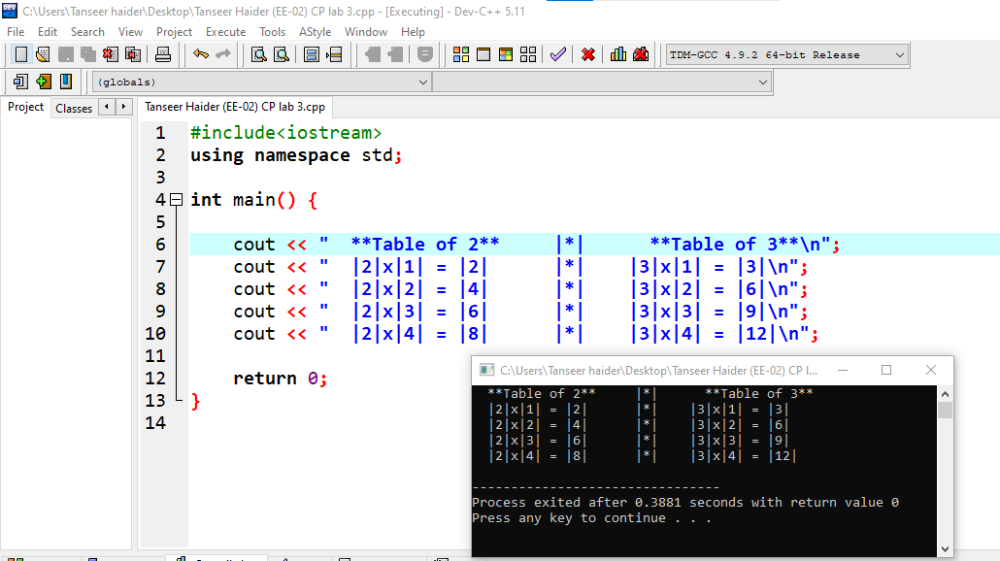 C:\Users\Tanseer haider\Desktop\Tanseer Haider (EE-02) CP lab 3.cpp - [Executing] - Dev-C++ 5.11
File Edit Search View Project Execute Tools AStyle Window Help
TDM-GCC 4.9.2 64-bit Release
(globals)
Project Classes Tanseer Haider (EE-02) CP lab 3.cpp
1 #include<iostream>
2 using namespace std;
3
4 int main() {
5
6     cout << "  **Table of 2**     |*|      **Table of 3**\n";
7     cout << "  |2|x|1| = |2|      |*|    |3|x|1| = |3|\n";
8     cout << "  |2|x|2| = |4|      |*|    |3|x|2| = |6|\n";
9     cout << "  |2|x|3| = |6|      |*|    |3|x|3| = |9|\n";
10     cout << "  |2|x|4| = |8|      |*|    |3|x|4| = |12|\n";
11
12     return 0;
13 }
14
C:\Users\Tanseer haider\Desktop\Tanseer Haider (EE-02) CP l...
  **Table of 2**     |*|      **Table of 3**
  |2|x|1| = |2|      |*|    |3|x|1| = |3|
  |2|x|2| = |4|      |*|    |3|x|2| = |6|
  |2|x|3| = |6|      |*|    |3|x|3| = |9|
  |2|x|4| = |8|      |*|    |3|x|4| = |12|
--------------------------------
Process exited after 0.3881 seconds with return value 0
Press any key to continue . . .